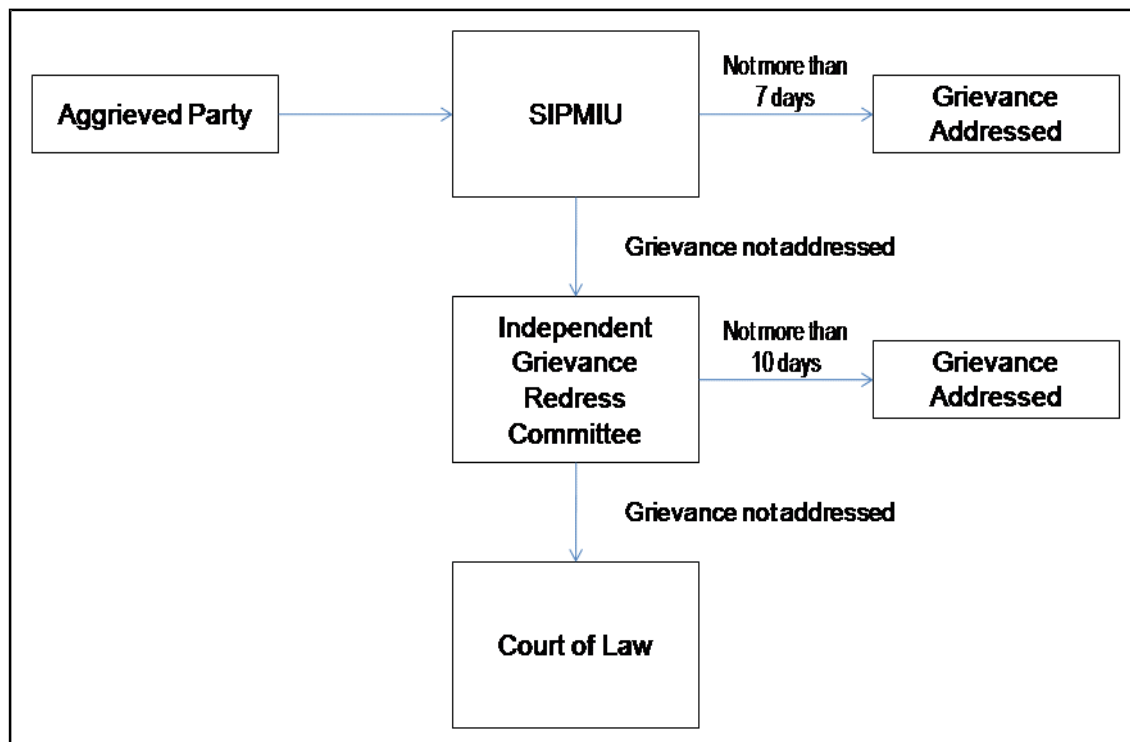 Aggrieved Party
SIPMIU
Not more than
7 days
Grievance
Addressed
Grievance not addressed
Independent
Grievance
Redress
Committee
Not more than
10 days
Grievance
Addressed
Grievance not addressed
Court of Law